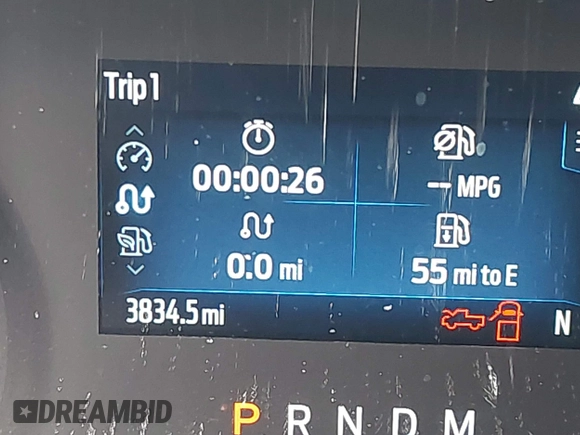 Trip 1
00:00:26
-- MPG
0.0 mi
55 mi to E
3834.5 mi
N
P R N D M
DREAMBID